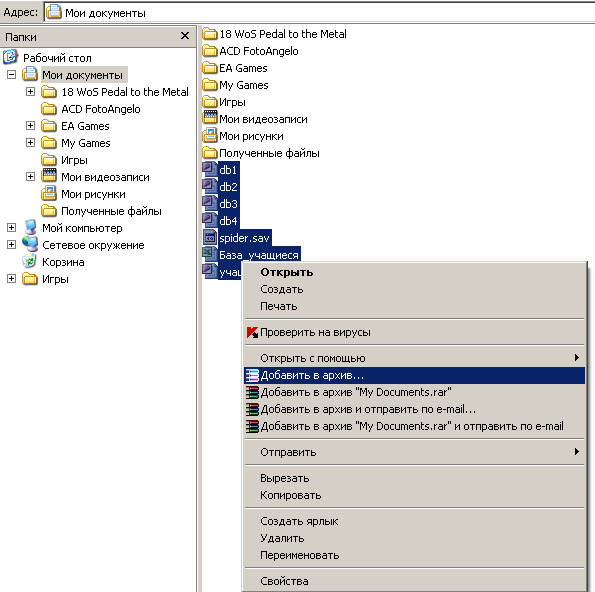 Адрес: Мои документы
Папки
Рабочий стол
Мои документы
18 WoS Pedal to the Metal
ACD FotoAngelo
EA Games
My Games
Игры
Мои видеозаписи
Мои рисунки
Полученные файлы
Мой компьютер
Сетевое окружение
Корзина
Игры
18 WoS Pedal to the Metal
ACD FotoAngelo
EA Games
My Games
Игры
Мои видеозаписи
Мои рисунки
Полученные файлы
db1
db2
db3
db4
spider.sav
База_учащиеся
Открыть
Создать
Печать
Проверить на вирусы
Открыть с помощью
Добавить в архив...
Добавить в архив "My Documents.rar"
Добавить в архив и отправить по e-mail...
Добавить в архив "My Documents.rar" и отправить по e-mail
Отправить
Вырезать
Копировать
Создать ярлык
Удалить
Переименовать
Свойства